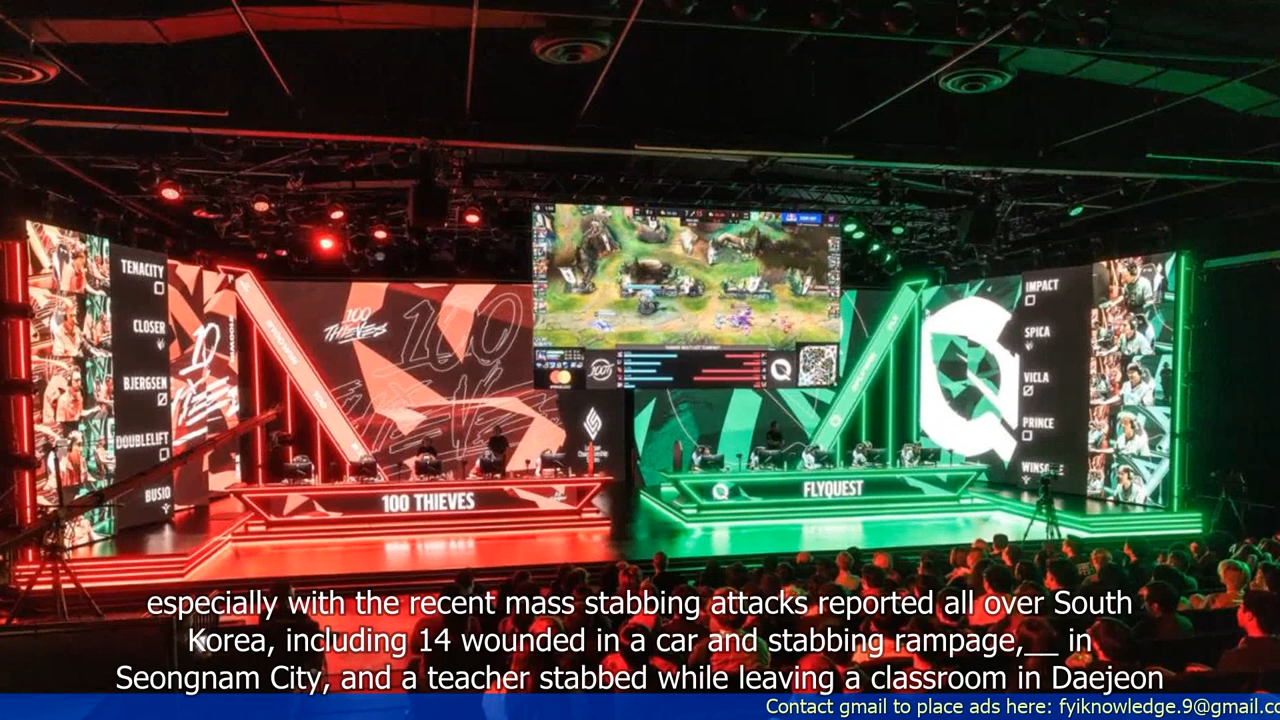 TENACITY
CLOSER
BJERGSEN
DOUBLELIFT
BUSIO
100
THIEVES
100 THIEVES
FLYQUEST
IMPACT
SPICA
VICLA
PRINCE
especially with the recent mass stabbing attacks reported all over South
Korea, including 14 wounded in a car and stabbing rampage,__ in
Seongnam City, and a teacher stabbed while leaving a classroom in Daejeon
Contact gmail to place ads here: fyiknowledge.9@gmail.co